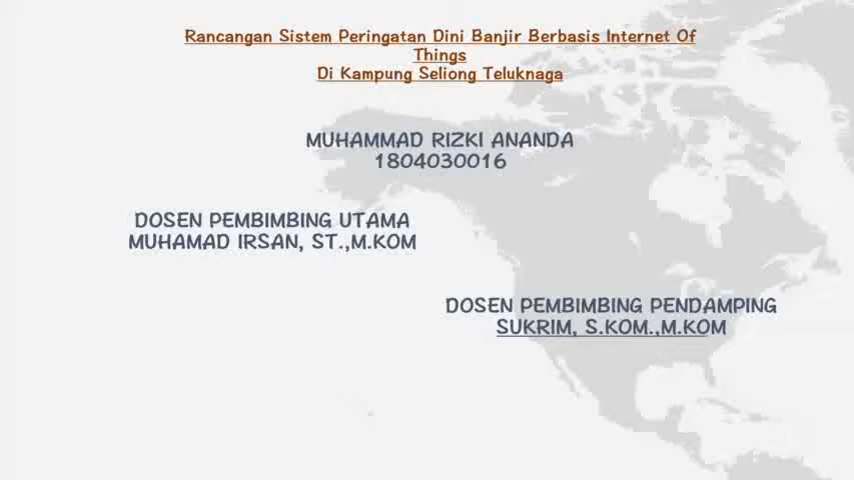 Rancangan Sistem Peringatan Dini Banjir Berbasis Internet Of
Things
Di Kampung Seliong Teluknaga
MUHAMMAD RIZKI ANANDA
1804030016
DOSEN PEMBIMBING UTAMA
MUHAMAD IRSAN, ST.,M.KOM
DOSEN PEMBIMBING PENDAMPING
SUKRIM, S.KOM.,M.KOM